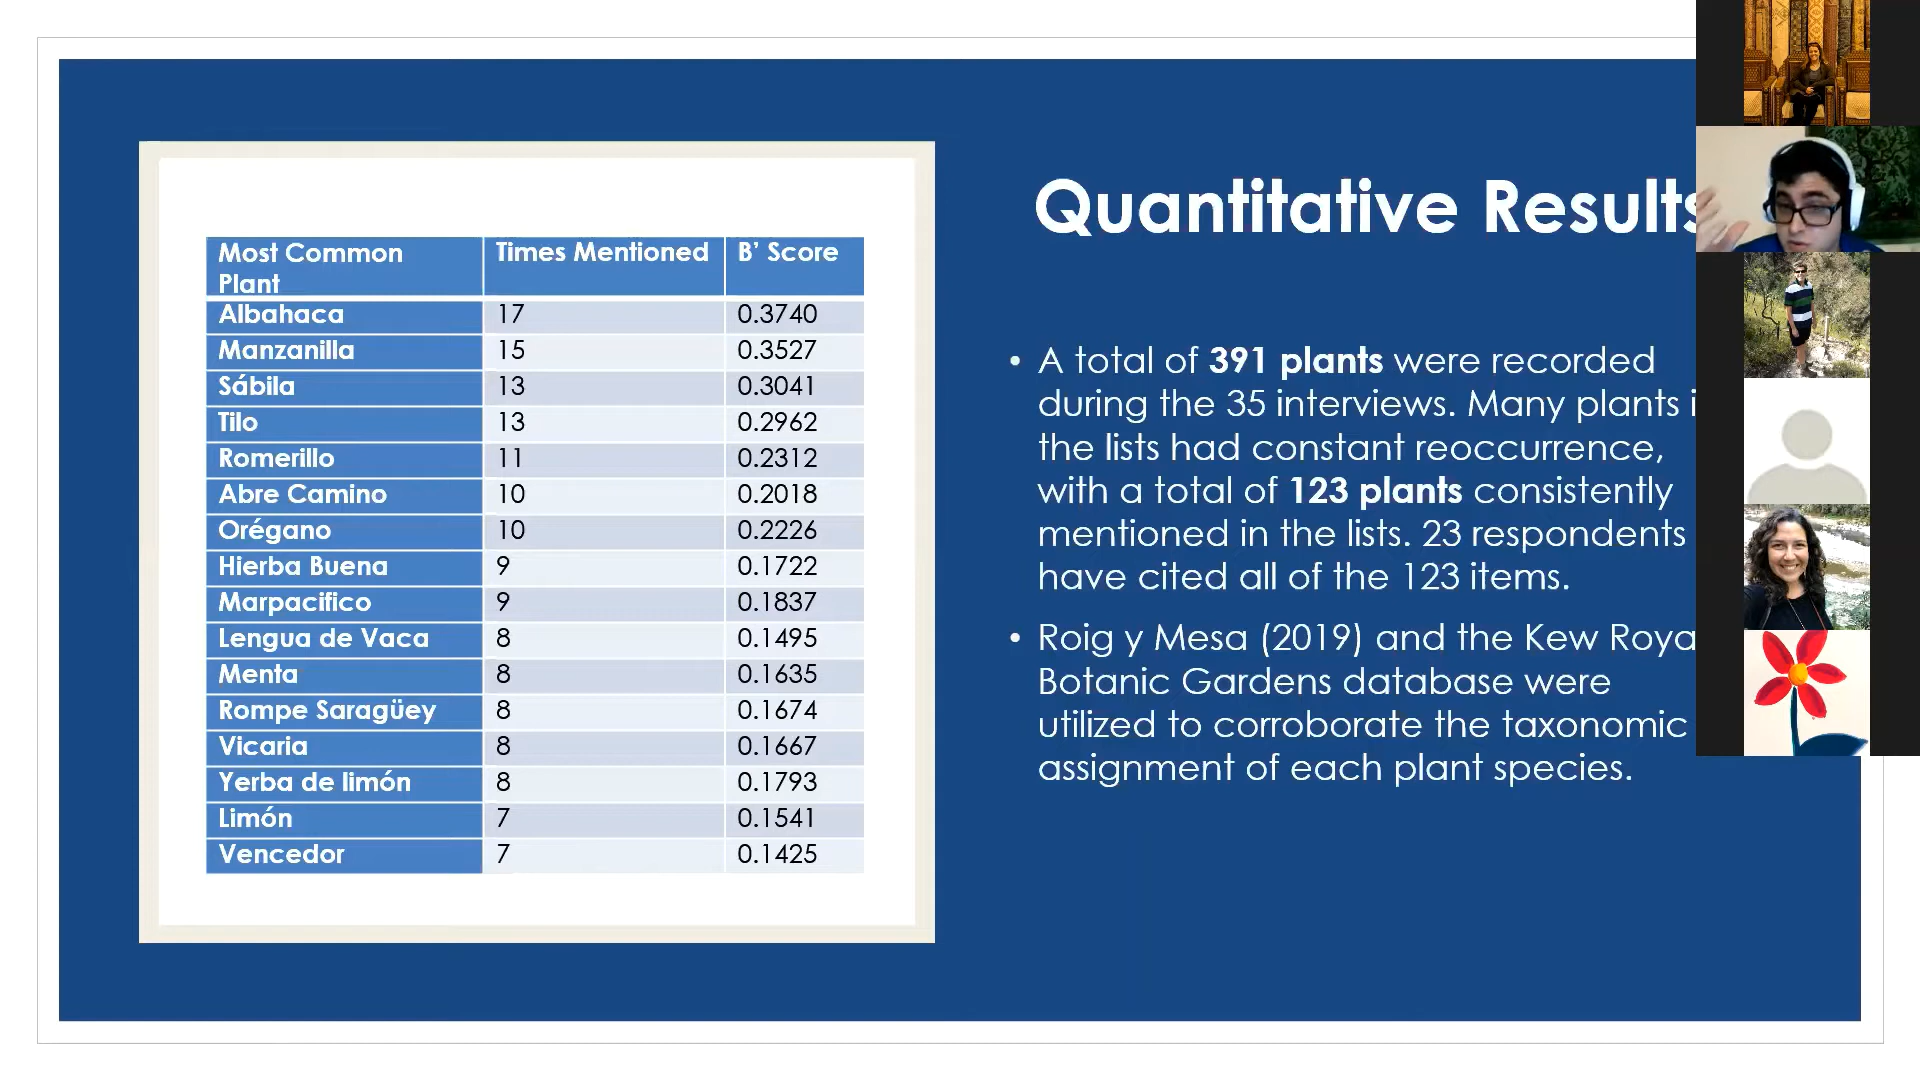 Most Common
Plant
Times Mentioned
B’ Score
Albahaca 17 0.3740
Manzanilla 15 0.3527
Sábila 13 0.3041
Tilo 13 0.2962
Romerillo 11 0.2312
Abre Camino 10 0.2018
Orégano 10 0.2226
Hierba Buena 9 0.1722
Marpacifico 9 0.1837
Lengua de Vaca 8 0.1495
Menta 8 0.1635
Rompe Saragüey 8 0.1674
Vicaria 8 0.1667
Yerba de limón 8 0.1793
Limón 7 0.1541
Vencedor 7 0.1425
Quantitative Results
• A total of 391 plants were recorded
during the 35 interviews. Many plants
the lists had constant reoccurrence,
with a total of 123 plants consistently
mentioned in the lists. 23 respondents
have cited all of the 123 items.
• Roig y Mesa (2019) and the Kew Roya
Botanic Gardens database were
utilized to corroborate the taxonomic
assignment of each plant species.